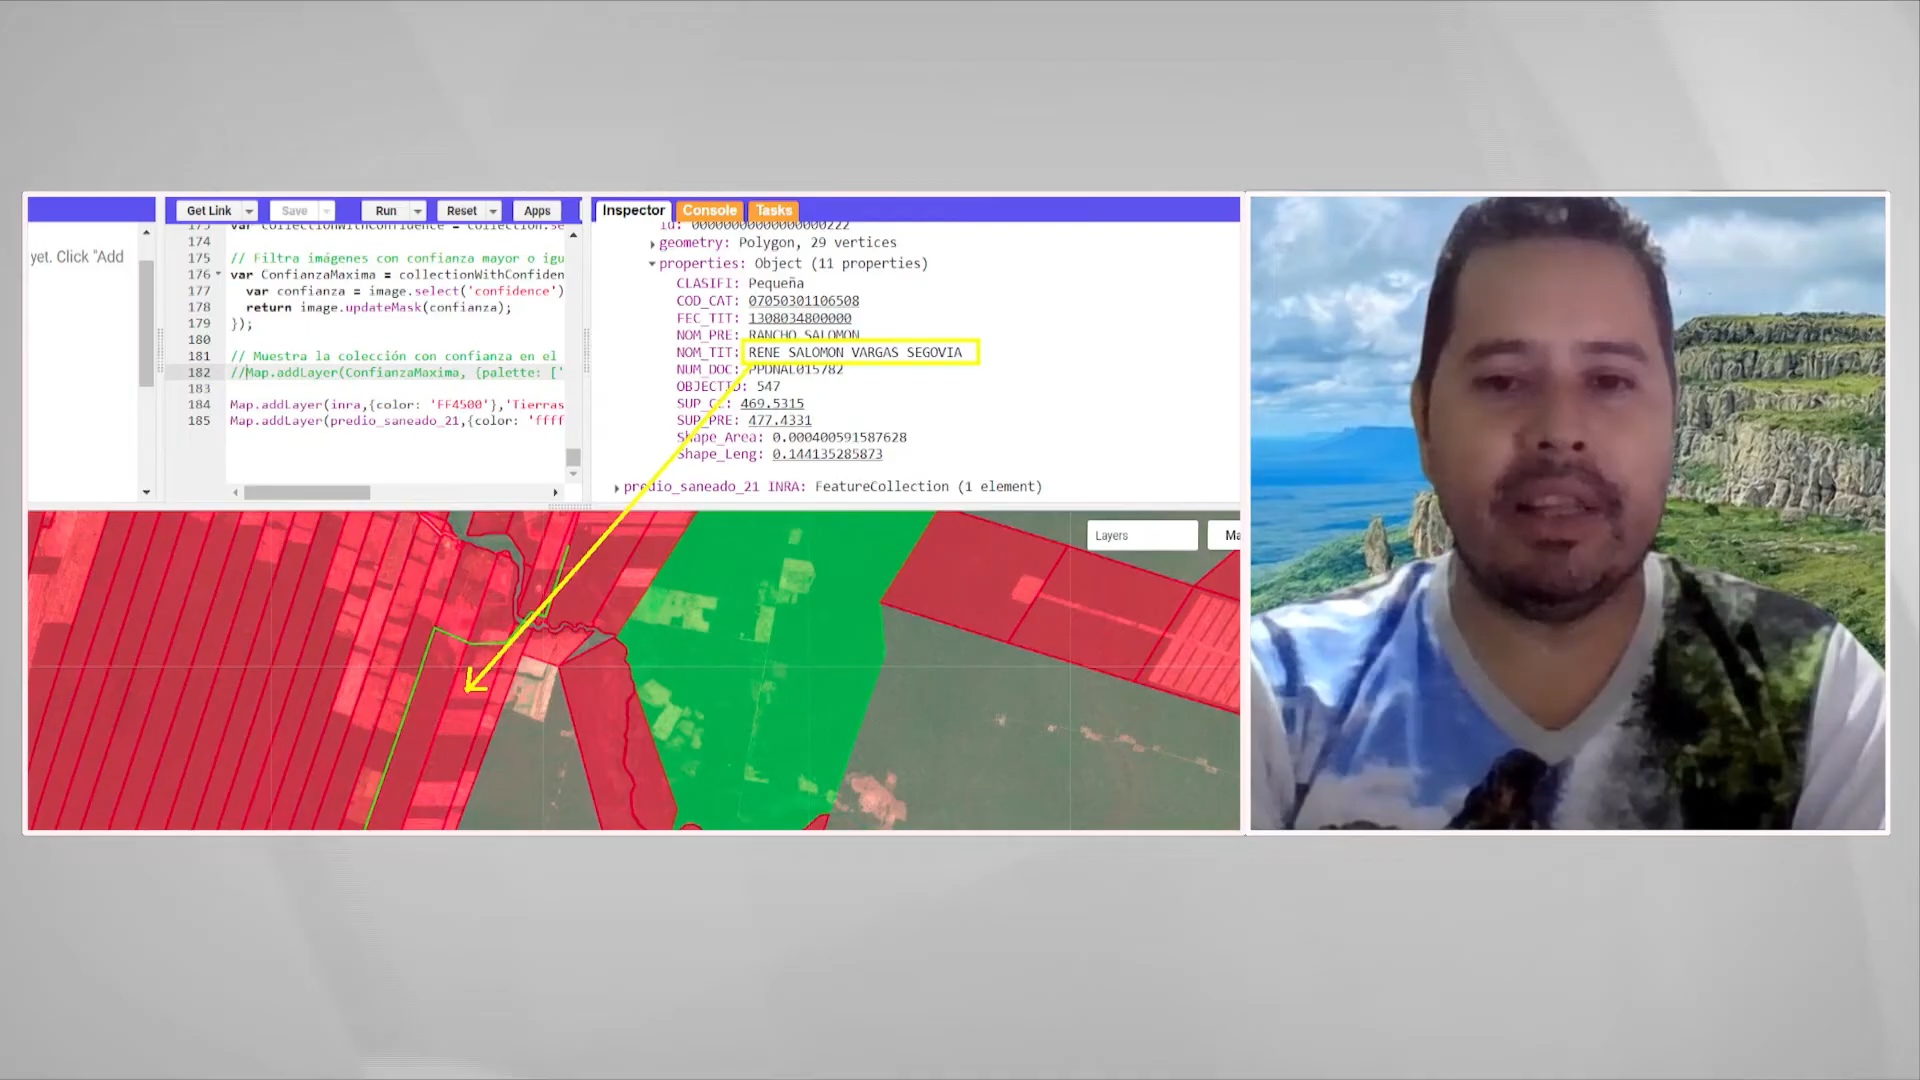 yet. Click "Add
Get Link
Save
Run
Reset
Apps
174
175 // Filtra imágenes con confianza mayor o igu
176 var ConfianzaMaxima = collectionWithConfiden
177 var confianza = image.select('confidence')
178 return image.updateMask(confianza);
179 });
180
181 // Muestra la colección con confianza en el
182 //Map.addLayer(ConfianzaMaxima, {palette: ['
183
184 Map.addLayer(inra,{color: 'FF4500'},'Tierras
185 Map.addLayer(predio_saneado_21,{color: 'ffff
Inspector
Console
Tasks
geometry: Polygon, 29 vertices
properties: Object (11 properties)
CLASIFI: Pequeña
COD_CAT: 07050301106508
FEC_TIT: 1308034800000
NOM_PRE: RANCHO SALOMON
NOM_TIT: RENE SALOMON VARGAS SEGOVIA
NUM_DOC: PPDNAL015782
OBJECTID: 547
469.5315
SUP_PRE: 477.4331
Shape_Area: 0.000400591587628
Shape_Leng: 0.144135285873
predio_saneado_21 INRA: FeatureCollection (1 element)
Layers
Ma